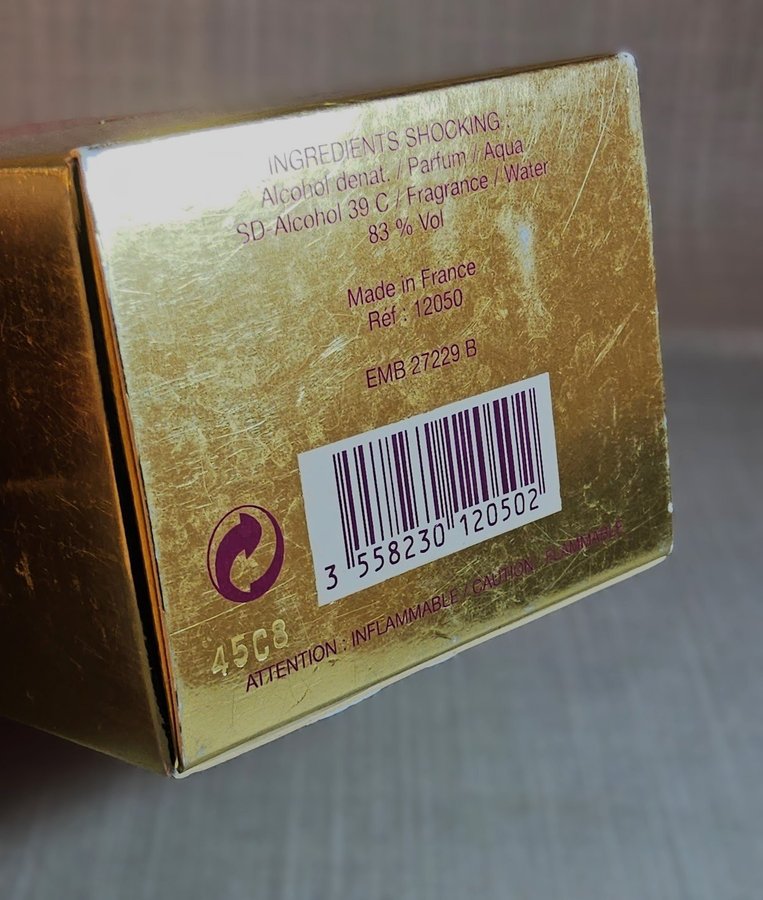 INGREDIENTS SHOCKING :
Alcohol denat. / Parfum / Aqua
SD-Alcohol 39 C / Fragrance / Water
83 % Vol
Made in France
Réf : 12050
EMB 27229 B
3 558230 120502
45C8
ATTENTION : INFLAMMABLE / CAUTION : FLAMMABLE